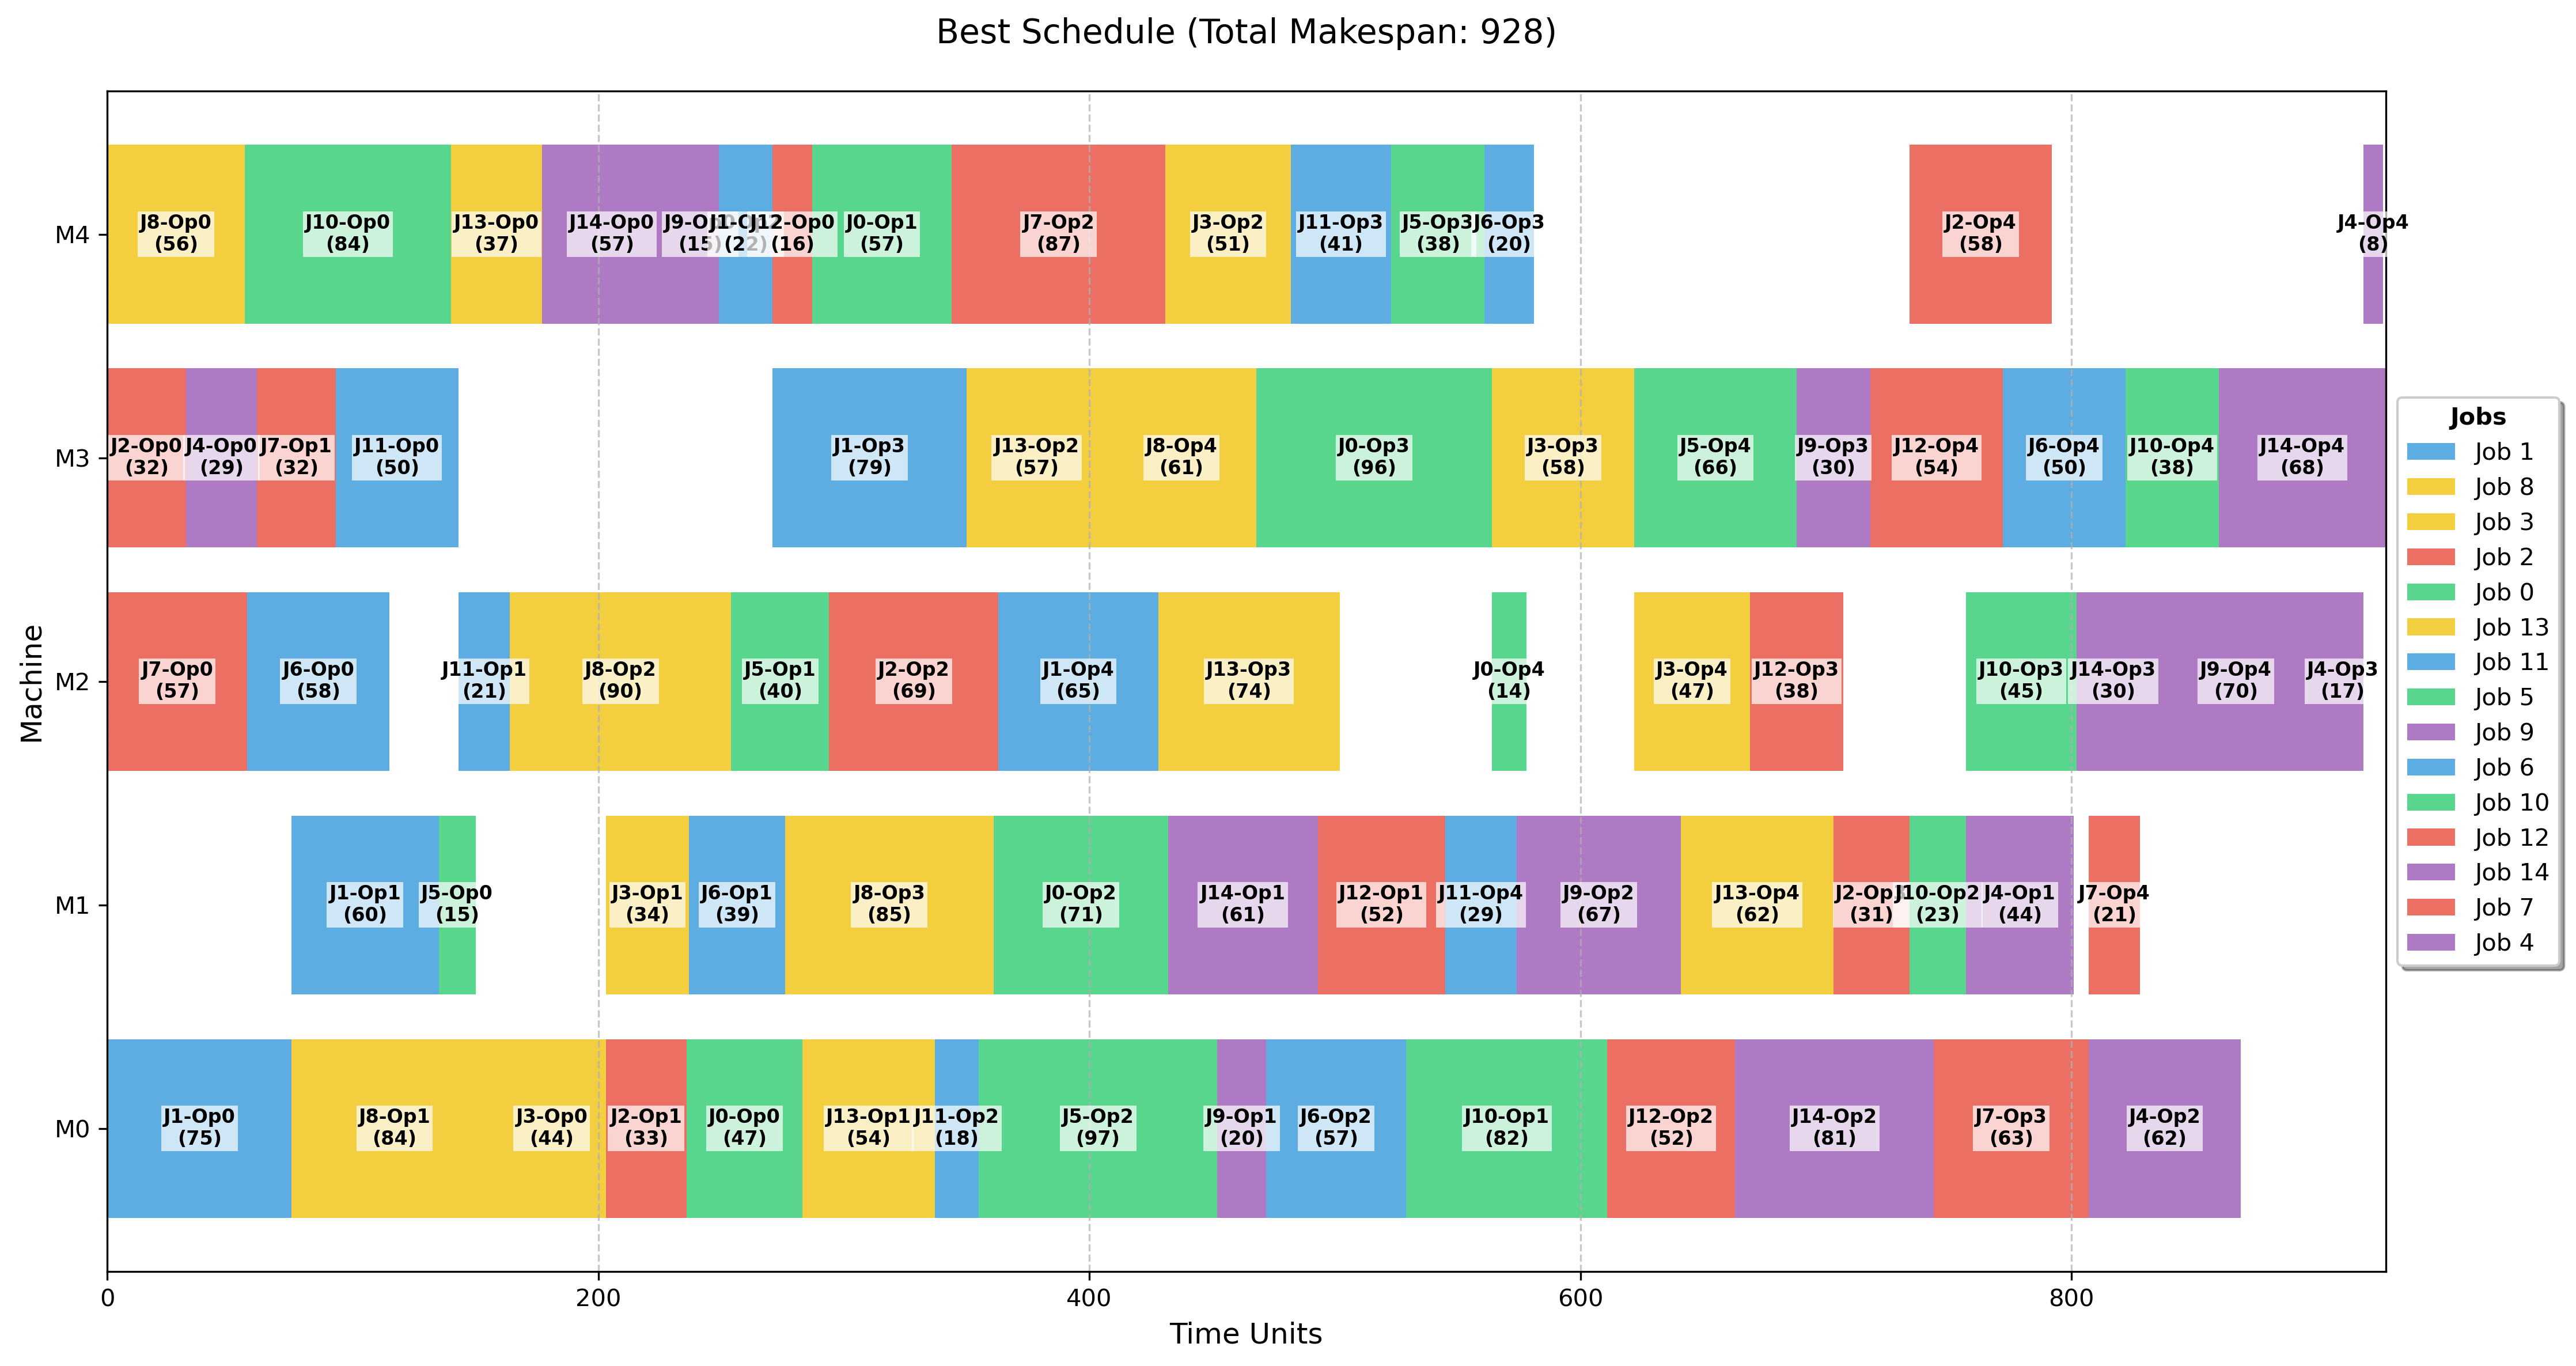 Best Schedule (Total Makespan: 928)
M4
J8-Op0
(56)
J10-Op0
(84)
J13-Op0
(37)
J14-Op0
(57)
(15)
(22)
J12-Op0
(16)
J0-Op1
(57)
J7-Op2
(87)
J3-Op2
(51)
J11-Op3
(41)
J5-Op3
(38)
J6-Op3
(20)
J2-Op4
(58)
J4-Op4
(8)
M3
J2-Op0
(32)
J4-Op0
(29)
J7-Op1
(32)
J11-Op0
(50)
J1-Op3
(79)
J13-Op2
(57)
J8-Op4
(61)
J0-Op3
(96)
J3-Op3
(58)
J5-Op4
(66)
J9-Op3
(30)
J12-Op4
(54)
J6-Op4
(50)
J10-Op4
(38)
J14-Op4
(68)
M2
J7-Op0
(57)
J6-Op0
(58)
J11-Op1
(21)
J8-Op2
(90)
J5-Op1
(40)
J2-Op2
(69)
J1-Op4
(65)
J13-Op3
(74)
J0-Op4
(14)
J3-Op4
(47)
J12-Op3
(38)
J10-Op3
(45)
J14-Op3
(30)
J9-Op4
(70)
J4-Op3
(17)
M1
J1-Op1
(60)
J5-Op0
(15)
J3-Op1
(34)
J6-Op1
(39)
J8-Op3
(85)
J0-Op2
(71)
J14-Op1
(61)
J12-Op1
(52)
J11-Op4
(29)
J9-Op2
(67)
J13-Op4
(62)
(31)
J10-Op2
(23)
J4-Op1
(44)
J7-Op4
(21)
M0
J1-Op0
(75)
J8-Op1
(84)
J3-Op0
(44)
J2-Op1
(33)
J0-Op0
(47)
J13-Op1
(54)
J11-Op2
(18)
J5-Op2
(97)
J9-Op1
(20)
J6-Op2
(57)
J10-Op1
(82)
J12-Op2
(52)
J14-Op2
(81)
J7-Op3
(63)
J4-Op2
(62)
Machine
0
200
400
600
800
Time Units
Jobs
Job 1
Job 8
Job 3
Job 2
Job 0
Job 13
Job 11
Job 5
Job 9
Job 6
Job 10
Job 12
Job 14
Job 7
Job 4